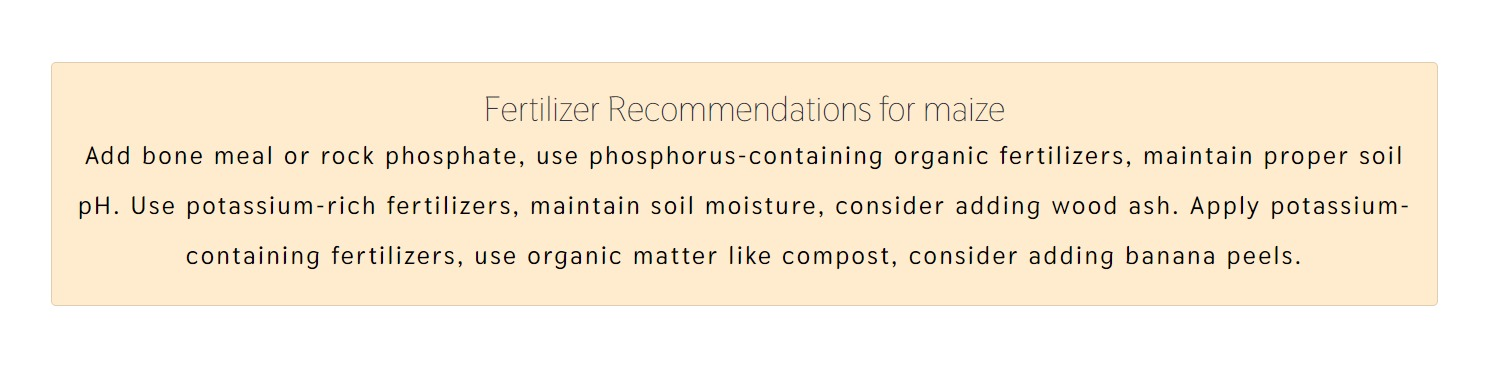 Fertilizer Recommendations for maize
Add bone meal or rock phosphate, use phosphorus-containing organic fertilizers, maintain proper soil
pH. Use potassium-rich fertilizers, maintain soil moisture, consider adding wood ash. Apply potassium-
containing fertilizers, use organic matter like compost, consider adding banana peels.